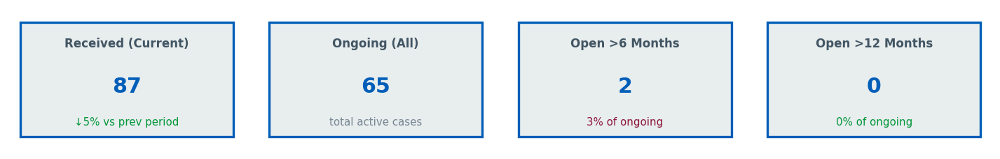 Received (Current)
87
↓5% vs prev period
Ongoing (All)
65
total active cases
Open >6 Months
2
3% of ongoing
Open >12 Months
0
0% of ongoing